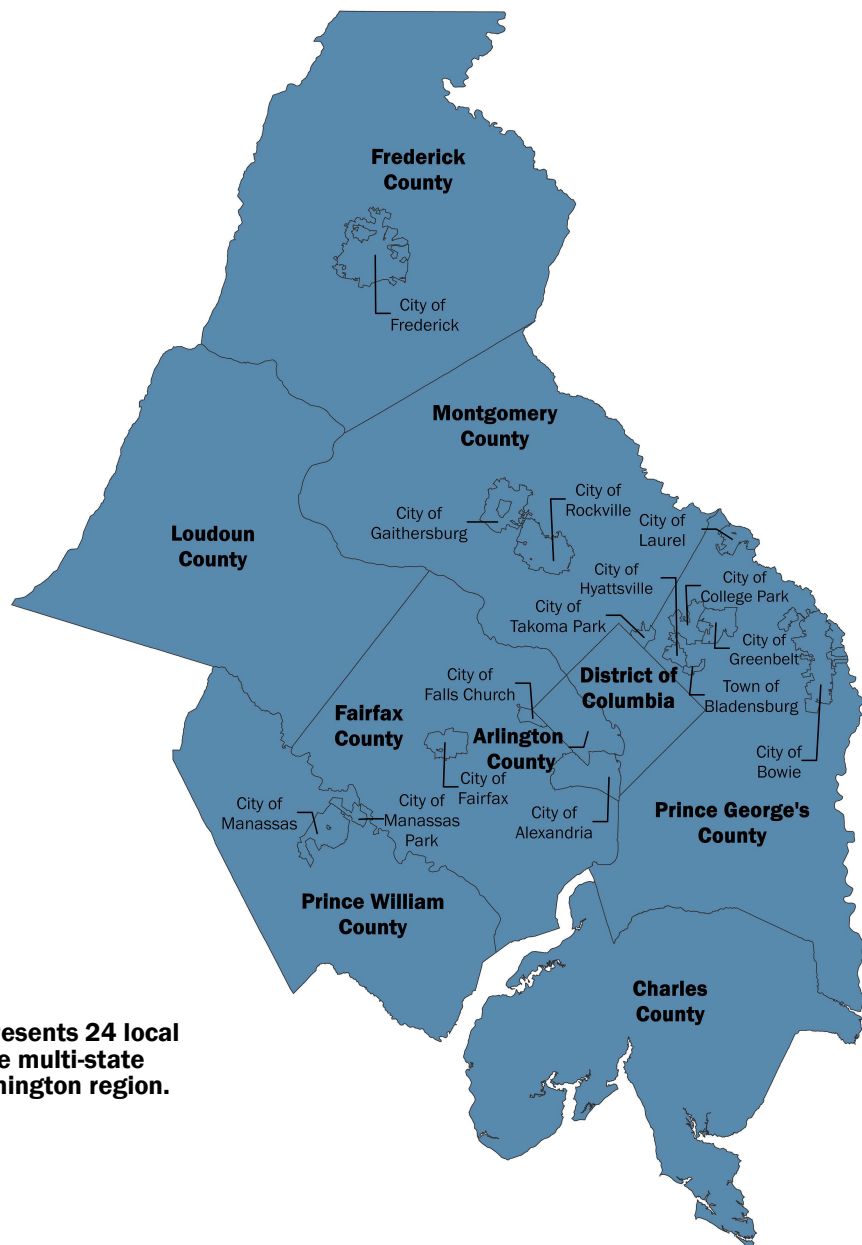 Frederick
County
City of
Frederick
Montgomery
County
City of
Rockville
City of
Gaithersburg
City of
Laurel
Loudoun
County
City of
Hyattsville
City of
College Park
City of
Takoma Park
City of
Greenbelt
City of
Falls Church
District of
Columbia
Town of
Bladensburg
Fairfax
County
Arlington
County
City of
Bowie
City of
Fairfax
City of
Manassas
City of
Manassas
Park
City of
Alexandria
Prince George's
County
Prince William
County
Charles
County
resents 24 local
e multi-state
hington region.